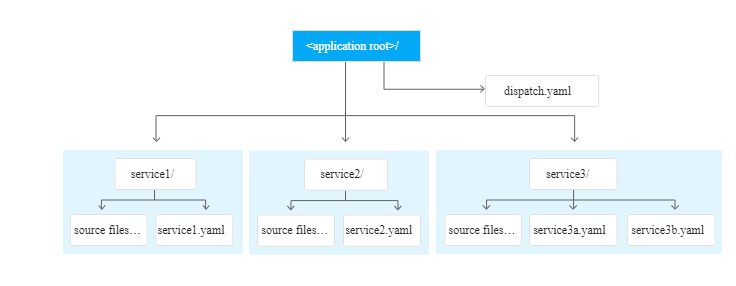 <application root>/
dispatch.yaml
service1/
service2/
service3/
source files…
service1.yaml
source files…
service2.yaml
source files…
service3a.yaml
service3b.yaml